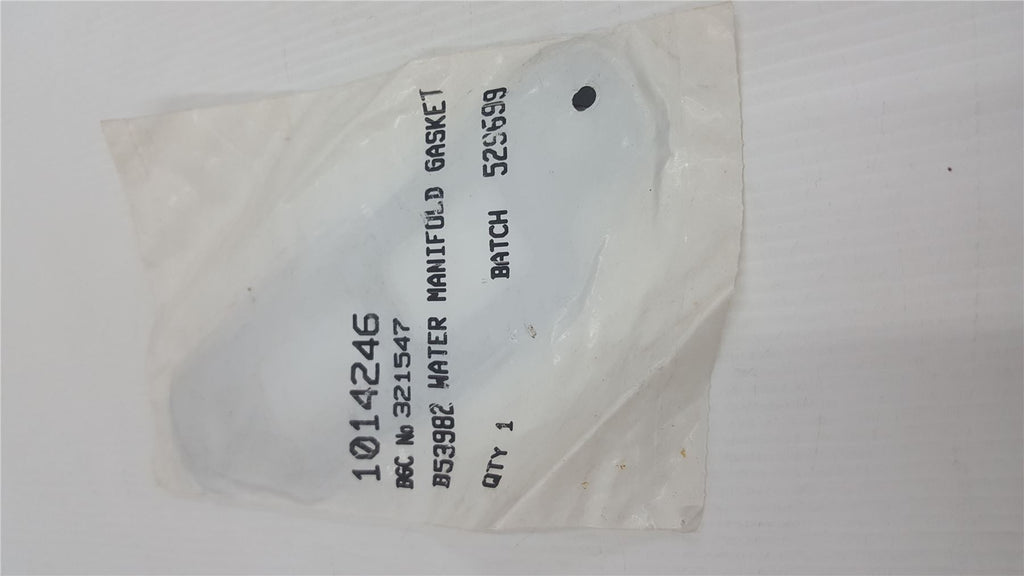 1014246
BGC No 321547
B53982 WATER MANIFOLD GASKET
QTY 1 BATCH 529699